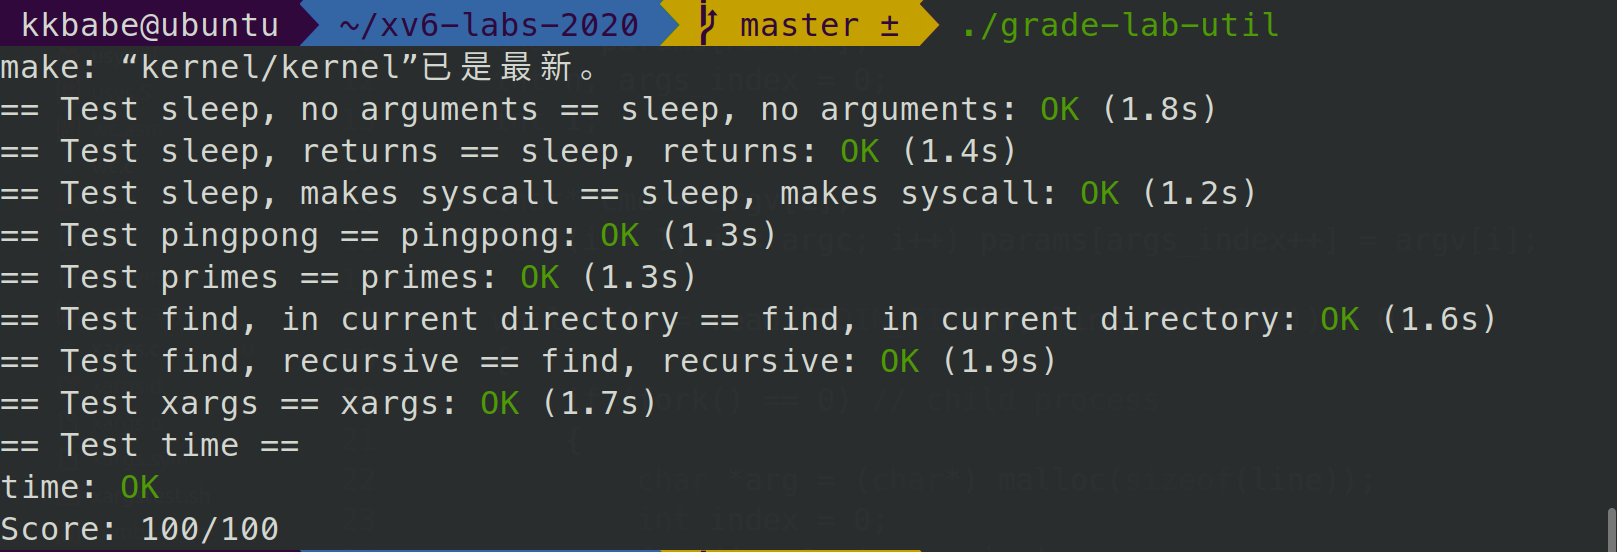 kkbabe@ubuntu ~/xv6-labs-2020 master ± ./grade-lab-util
make: “kernel/kernel”已是最新。
== Test sleep, no arguments == sleep, no arguments: OK (1.8s)
== Test sleep, returns == sleep, returns: OK (1.4s)
== Test sleep, makes syscall == sleep, makes syscall: OK (1.2s)
== Test pingpong == pingpong: OK (1.3s)
== Test primes == primes: OK (1.3s)
== Test find, in current directory == find, in current directory: OK (1.6s)
== Test find, recursive == find, recursive: OK (1.9s)
== Test xargs == xargs: OK (1.7s)
== Test time ==
time: OK
Score: 100/100